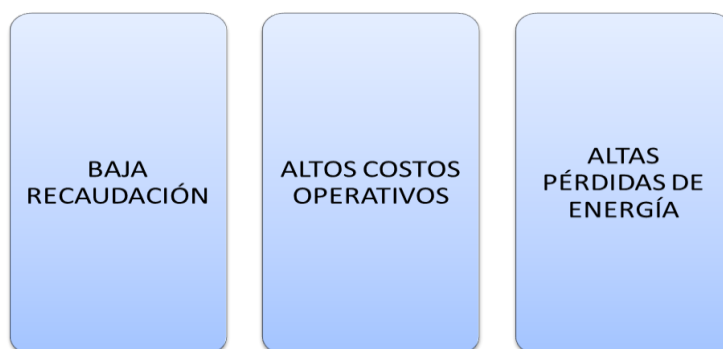 BAJA
RECAUDACIÓN
ALTOS COSTOS
OPERATIVOS
ALTAS
PÉRDIDAS DE
ENERGÍA